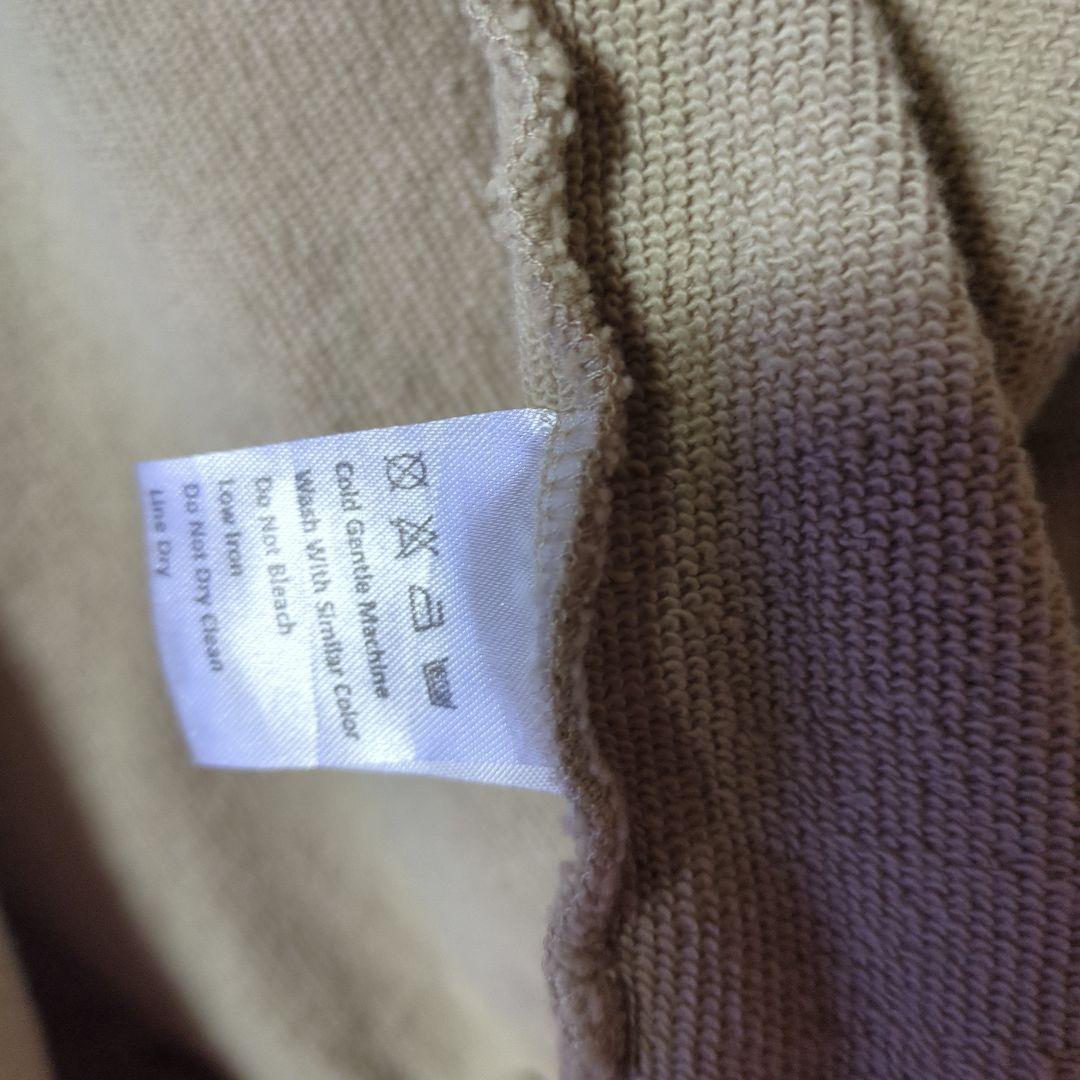 Cold Gentle Machine
Wash With Similar Color
Do Not Bleach
Low Iron
Do Not Dry Clean
Line Dry